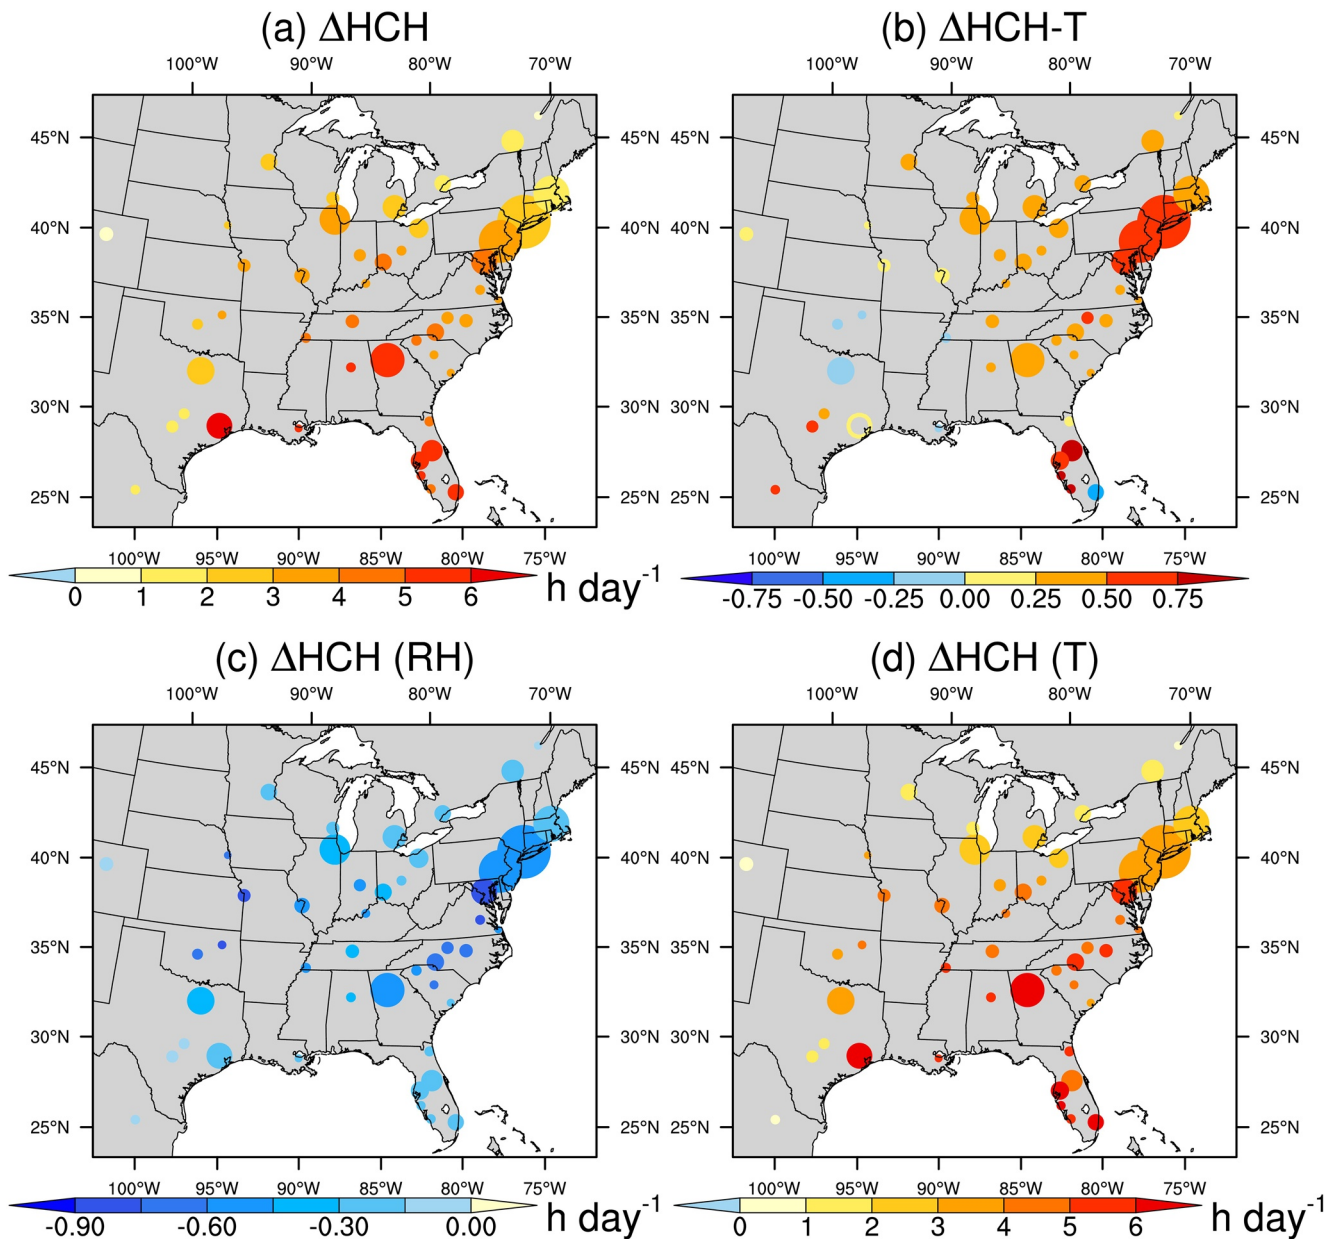 (a) ΔHCH
(b) ΔHCH-T
100°W 90°W 80°W 70°W
100°W 90°W 80°W 70°W
45°N 45°N 45°N
40°N 40°N 40°N 40°N
35°N 35°N 35°N 35°N
30°N 30°N 30°N 30°N
25°N 25°N 25°N 25°N
100°W 95°W 90°W 85°W 80°W 75°W
100°W 95°W 90°W 85°W 80°W 75°W
0 1 2 3 4 5 6 h day⁻¹
-0.75 -0.50 -0.25 0.00 0.25 0.50 0.75
(c) ΔHCH (RH)
(d) ΔHCH (T)
100°W 90°W 80°W 70°W
100°W 90°W 80°W 70°W
45°N 45°N 45°N
40°N 40°N 40°N 40°N
35°N 35°N 35°N 35°N
30°N 30°N 30°N 30°N
25°N 25°N 25°N 25°N
100°W 95°W 90°W 85°W 80°W 75°W
100°W 95°W 90°W 85°W 80°W 75°W
-0.90 -0.60 -0.30 0.00 h day⁻¹
0 1 2 3 4 5 6 h day⁻¹